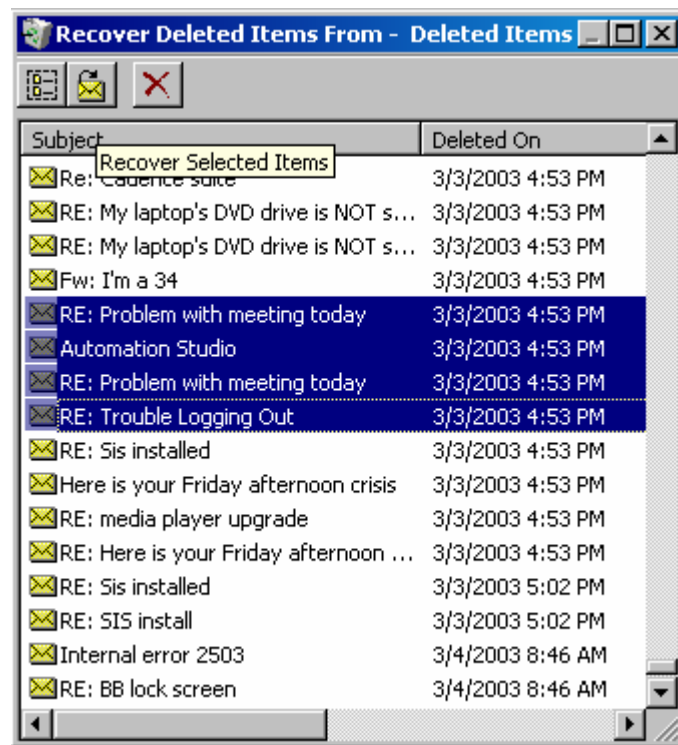 Recover Deleted Items From - Deleted Items
Subject Deleted On
Recover Selected Items
Re: Cadence suite 3/3/2003 4:53 PM
RE: My laptop's DVD drive is NOT s... 3/3/2003 4:53 PM
RE: My laptop's DVD drive is NOT s... 3/3/2003 4:53 PM
Fw: I'm a 34 3/3/2003 4:53 PM
RE: Problem with meeting today 3/3/2003 4:53 PM
Automation Studio 3/3/2003 4:53 PM
RE: Problem with meeting today 3/3/2003 4:53 PM
RE: Trouble Logging Out 3/3/2003 4:53 PM
RE: Sis installed 3/3/2003 4:53 PM
Here is your Friday afternoon crisis 3/3/2003 4:53 PM
RE: media player upgrade 3/3/2003 4:53 PM
RE: Here is your Friday afternoon ... 3/3/2003 4:53 PM
RE: Sis installed 3/3/2003 5:02 PM
RE: SIS install 3/3/2003 5:02 PM
Internal error 2503 3/4/2003 8:46 AM
RE: BB lock screen 3/4/2003 8:46 AM